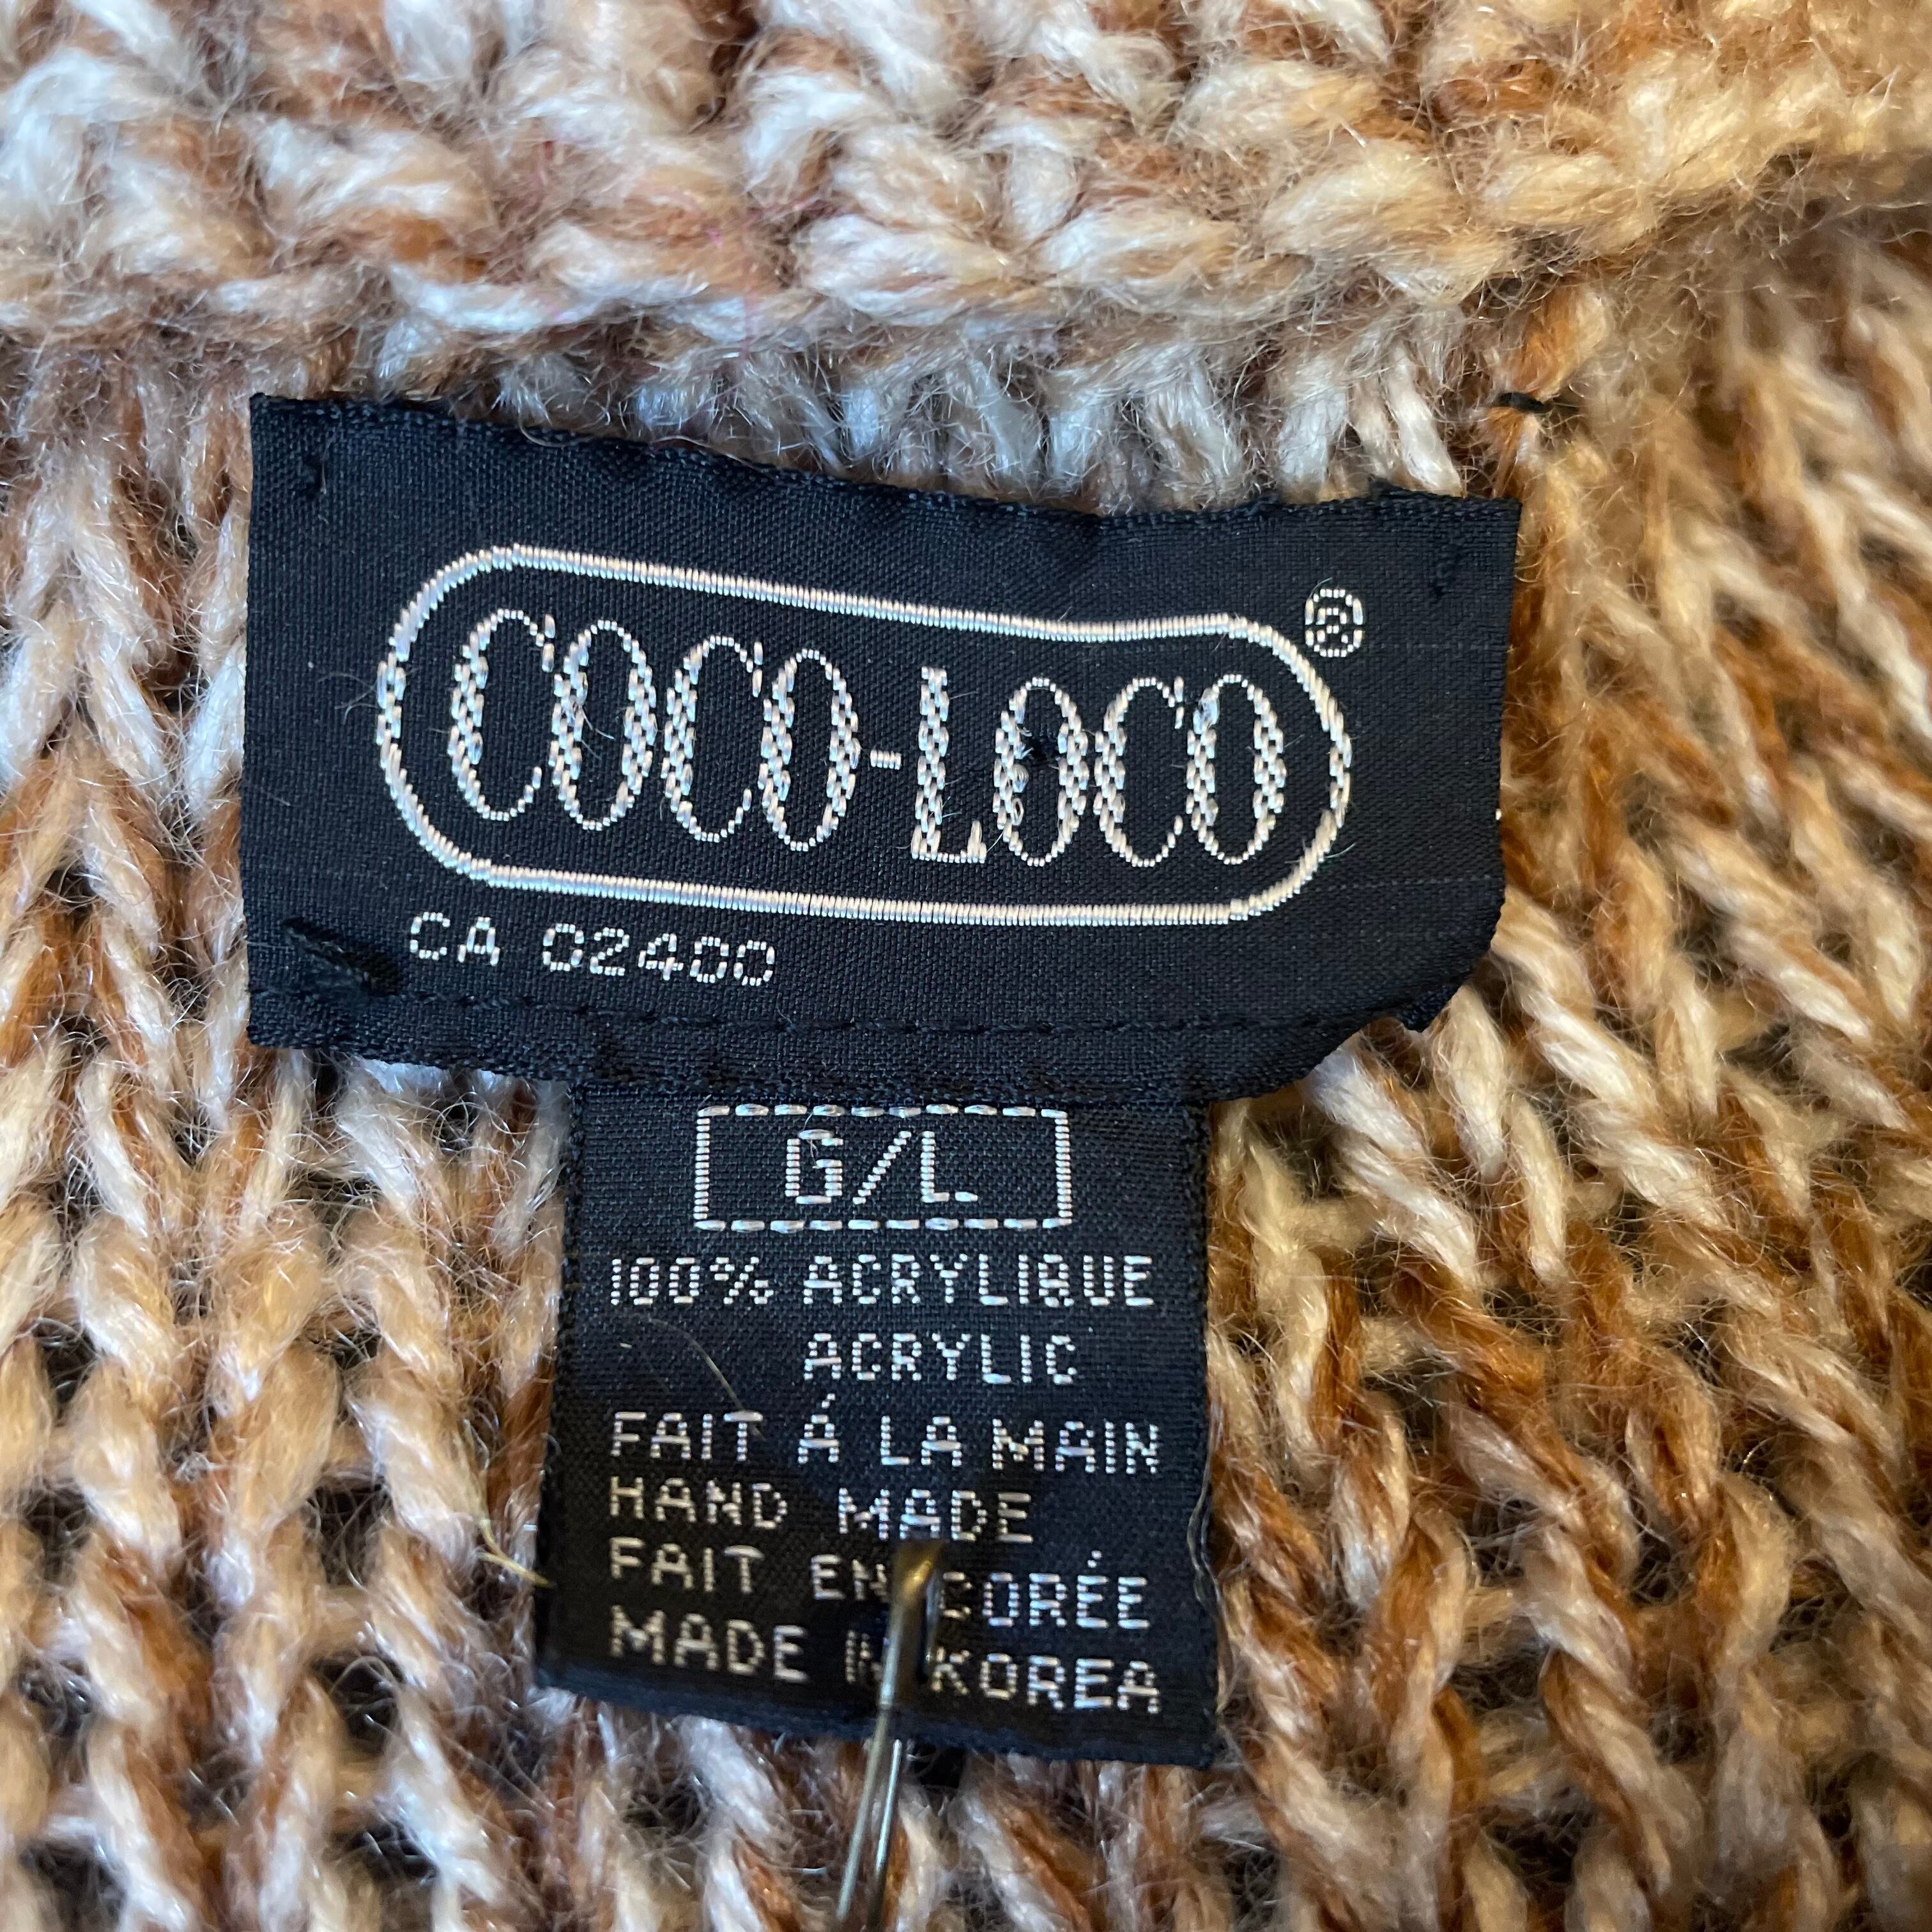 COCO-LOCO®
CA 02400
G/L
100% ACRYLIQUE
ACRYLIC
FAIT Á LA MAIN
HAND MADE
FAIT EN CORÉE
MADE IN KOREA